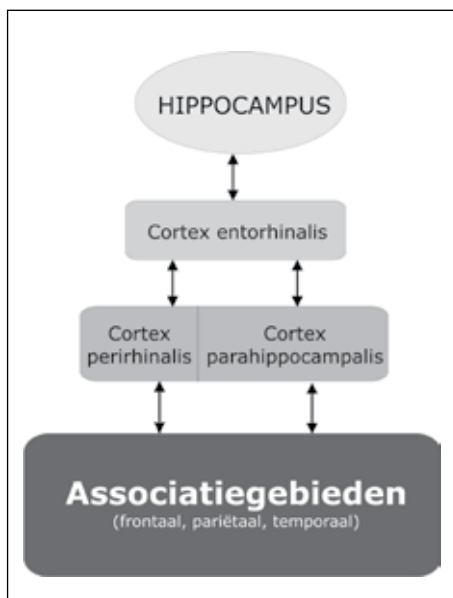 HIPPOCAMPUS
Cortex entorhinalis
Cortex
perirhinalis
Cortex
parahippocampalis
Associatiegebieden
(frontaal, pariëtaal, temporaal)